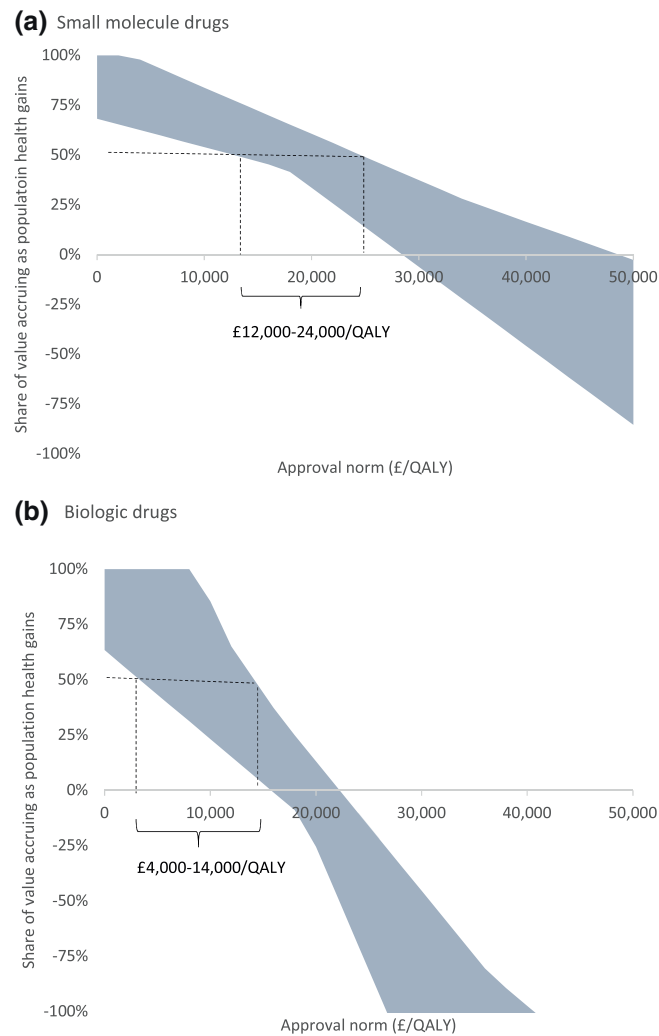 (a) Small molecule drugs
100%
75%
50%
25%
0%
-25%
-50%
-75%
-100%
Share of value accruing as populatoin health gains
0 10,000 20,000 30,000 40,000 50,000
£12,000-24,000/QALY
Approval norm (£/QALY)
(b) Biologic drugs
100%
75%
50%
25%
0%
-25%
-50%
-75%
-100%
Share of value accruing as population health gains
0 10,000 20,000 30,000 40,000 50,000
£4,000-14,000/QALY
Approval norm (£/QALY)